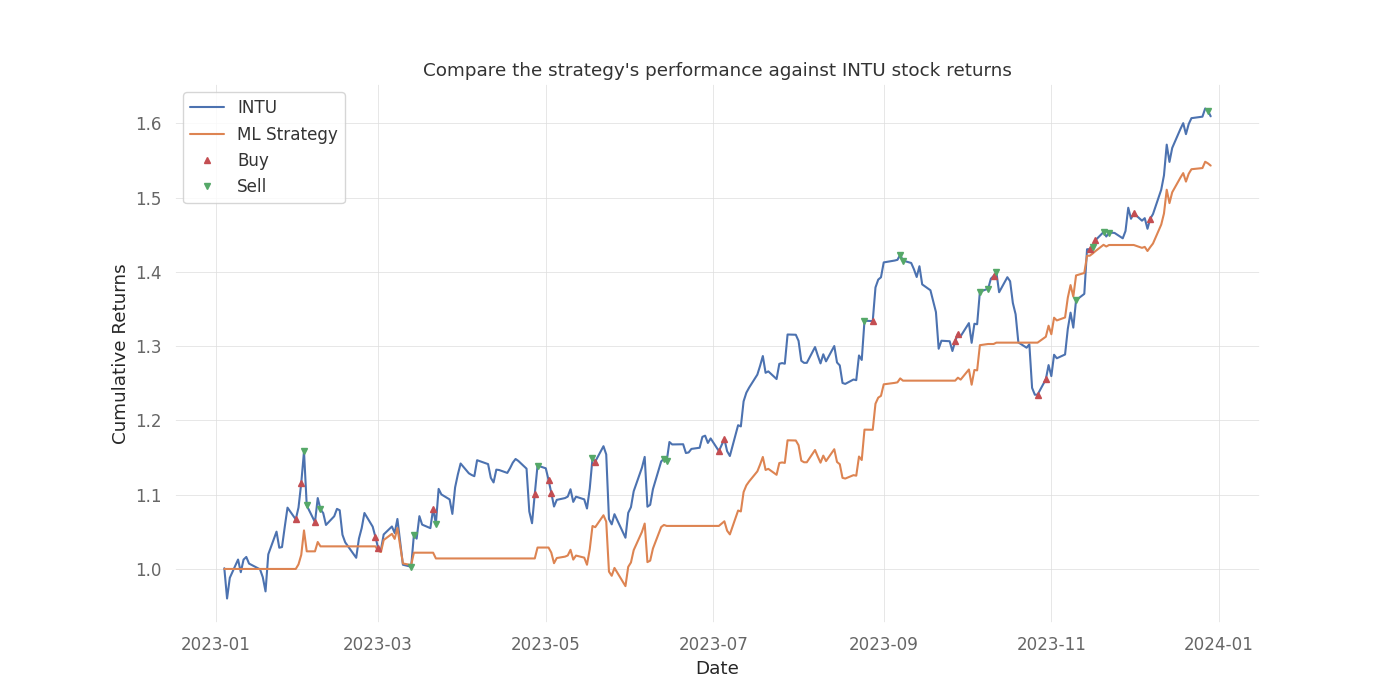 Compare the strategy's performance against INTU stock returns
INTU
ML Strategy
Buy
Sell
Cumulative Returns
1.6
1.5
1.4
1.3
1.2
1.1
1.0
2023-01
2023-03
2023-05
2023-07
2023-09
2023-11
2024-01
Date